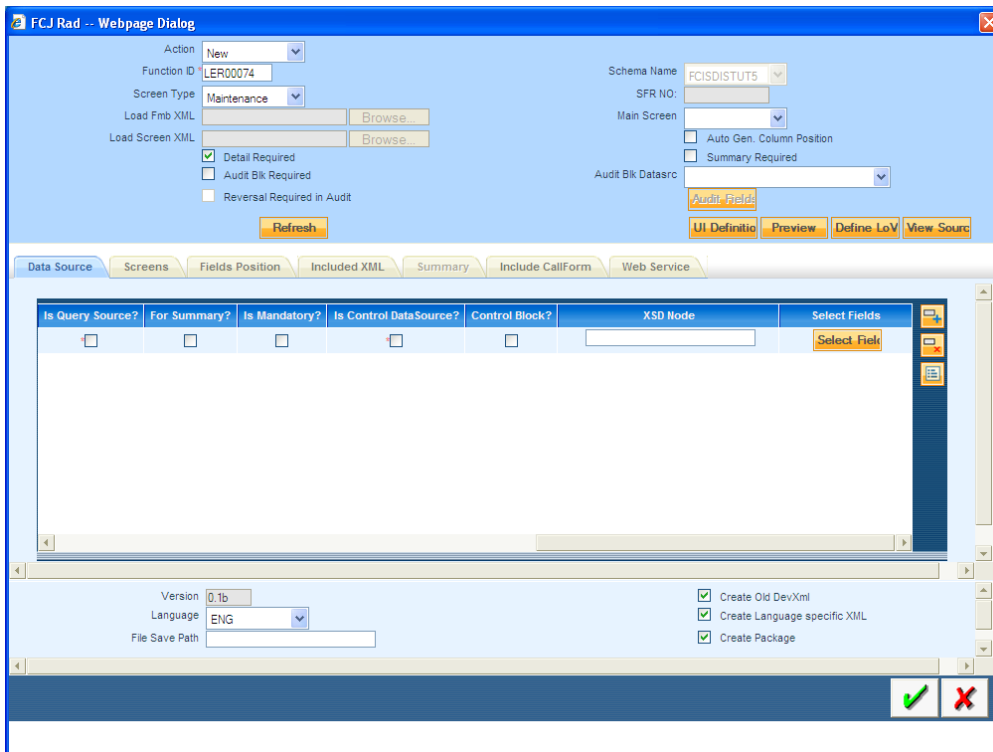 FCJ Rad -- Webpage Dialog
Action New
Function ID * LER00074
Schema Name FCISDISTUT5
Screen Type Maintenance
SFR NO:
Load Fmb XML Browse...
Main Screen
Load Screen XML Browse...
Auto Gen. Column Position
Detail Required
Summary Required
Audit Blk Required
Audit Blk Datasrc
Reversal Required in Audit
Audit Fields
Refresh
UI Definitio Preview Define LoV View Sourc
Data Source Screens Fields Position Included XML Summary Include CallForm Web Service
Is Query Source? For Summary? Is Mandatory? Is Control DataSource? Control Block? XSD Node Select Fields
* * Select Fiel
Version 0.1b
Create Old DevXml
Language ENG
Create Language specific XML
File Save Path
Create Package